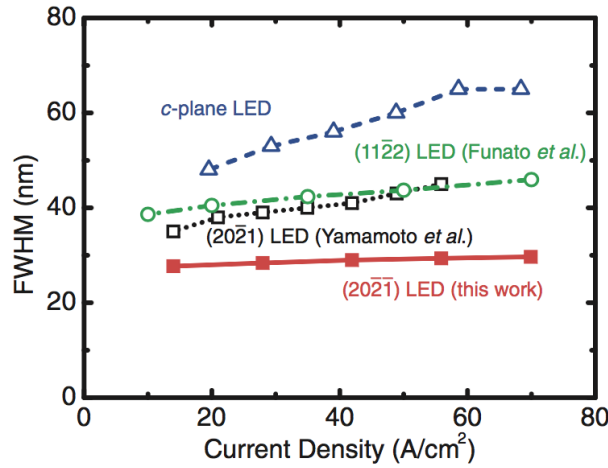 80
60
40
20
0
FWHM (nm)
c-plane LED
(112̅2) LED (Funato et al.)
(202̅1) LED (Yamamoto et al.)
(202̅1̅) LED (this work)
0 20 40 60 80
Current Density (A/cm²)